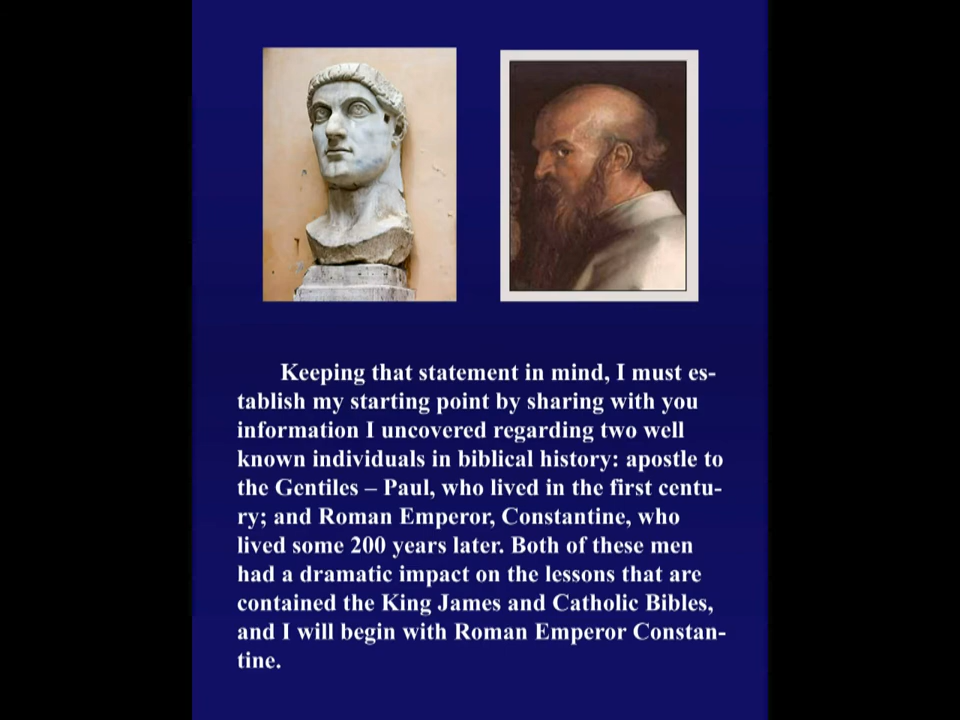 Keeping that statement in mind, I must es-
tablish my starting point by sharing with you
information I uncovered regarding two well
known individuals in biblical history: apostle to
the Gentiles – Paul, who lived in the first centu-
ry; and Roman Emperor, Constantine, who
lived some 200 years later. Both of these men
had a dramatic impact on the lessons that are
contained the King James and Catholic Bibles,
and I will begin with Roman Emperor Constan-
tine.